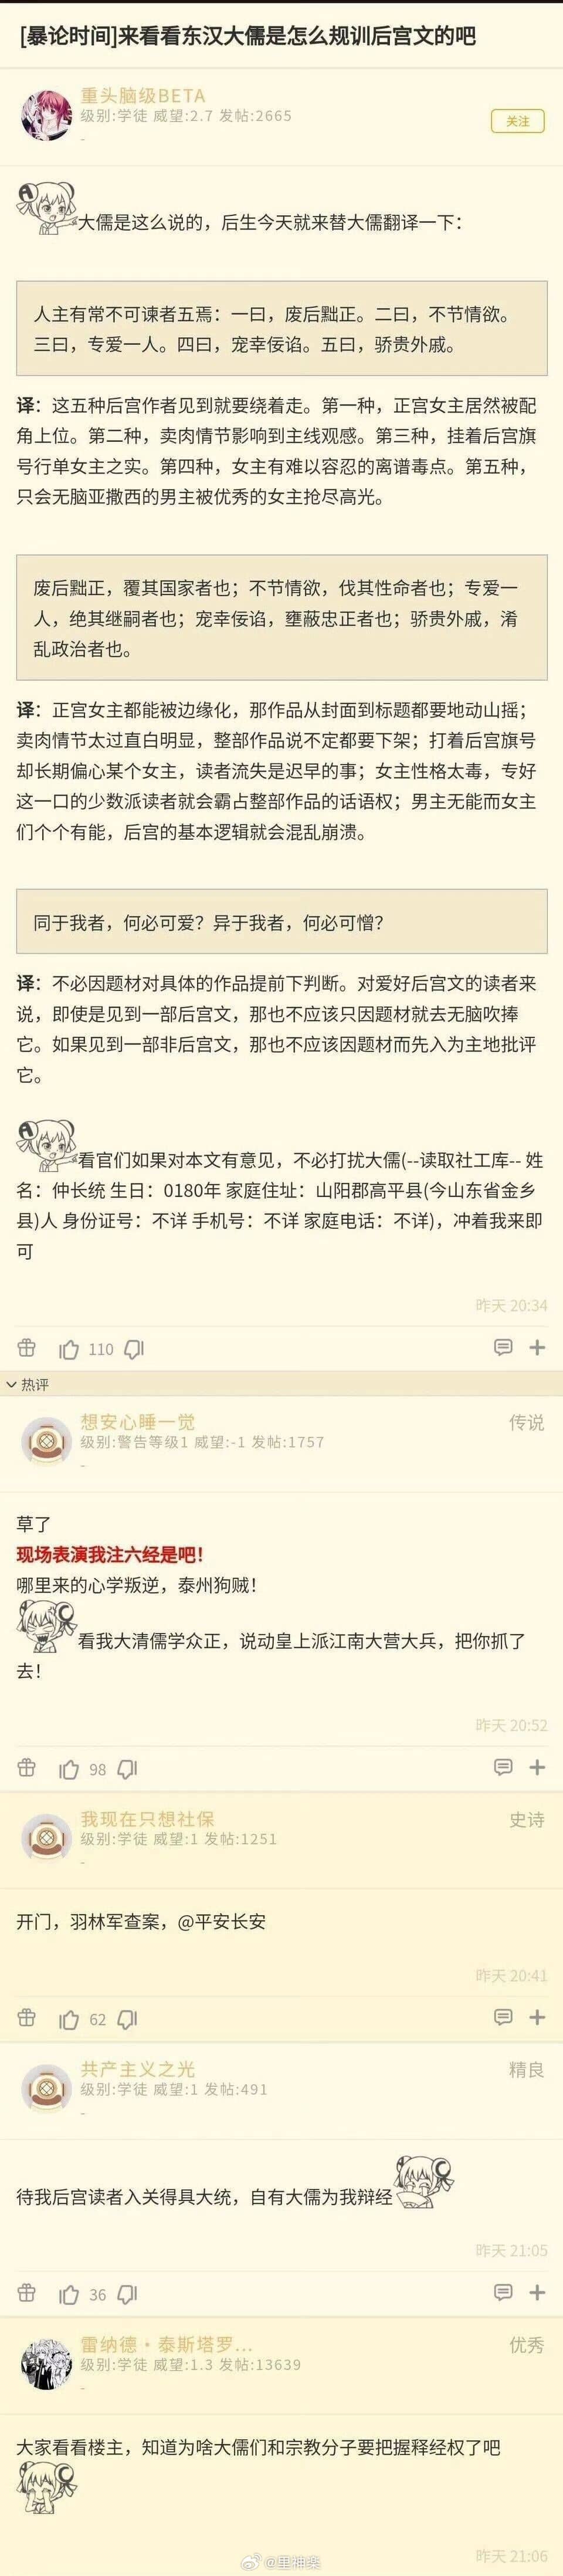 [暴论时间]来看看东汉大儒是怎么规训后宫文的吧
重头脑级BETA
级别:学徒 威望:2.7 发帖:2665
-
关注
大儒是这么说的，后生今天就来替大儒翻译一下：
人主有常不可谏者五焉：一曰，废后黜正。二曰，不节情欲。
三曰，专爱一人。四曰，宠幸佞谄。五曰，骄贵外戚。
译：这五种后宫作者见到就要绕着走。第一种，正宫女主居然被配
角上位。第二种，卖肉情节影响到主线观感。第三种，挂着后宫旗
号行单女主之实。第四种，女主有难以容忍的离谱毒点。第五种，
只会无脑亚撒西的男主被优秀的女主抢尽高光。
废后黜正，覆其国家者也；不节情欲，伐其性命者也；专爱一
人，绝其继嗣者也；宠幸佞谄，壅蔽忠正者也；骄贵外戚，淆
乱政治者也。
译：正宫女主都能被边缘化，那作品从封面到标题都要地动山摇；
卖肉情节太过直白明显，整部作品说不定都要下架；打着后宫旗号
却长期偏心某个女主，读者流失是迟早的事；女主性格太毒，专好
这一口的少数派读者就会霸占整部作品的话语权；男主无能而女主
们个个有能，后宫的基本逻辑就会混乱崩溃。
同于我者，何必可爱？异于我者，何必可憎？
译：不必因题材对具体的作品提前下判断。对爱好后宫文的读者来
说，即使是见到一部后宫文，那也不应该只因题材就去无脑吹捧
它。如果见到一部非后宫文，那也不应该因题材而先入为主地批评
它。
看官们如果对本文有意见，不必打扰大儒(--读取社工库-- 姓
名：仲长统 生日：0180年 家庭住址：山阳郡高平县(今山东省金乡
县)人 身份证号：不详 手机号：不详 家庭电话：不详)，冲着我来即
可
昨天 20:34
110
热评
想安心睡一觉
传说
级别:警告等级1 威望:-1 发帖:1757
-
草了
现场表演我注六经是吧！
哪里来的心学叛逆，泰州狗贼！
看我大清儒学众正，说动皇上派江南大营大兵，把你抓了
去！
昨天 20:52
98
我现在只想社保
史诗
级别:学徒 威望:1 发帖:1251
-
开门，羽林军查案，@平安长安
昨天 20:41
62
共产主义之光
精良
级别:学徒 威望:1 发帖:491
-
待我后宫读者入关得具大统，自有大儒为我辩经
昨天 21:05
36
雷纳德·泰斯塔罗...
优秀
级别:学徒 威望:1.3 发帖:13639
-
大家看看楼主，知道为啥大儒们和宗教分子要把握释经权了吧
@里神楽
昨天 21:06